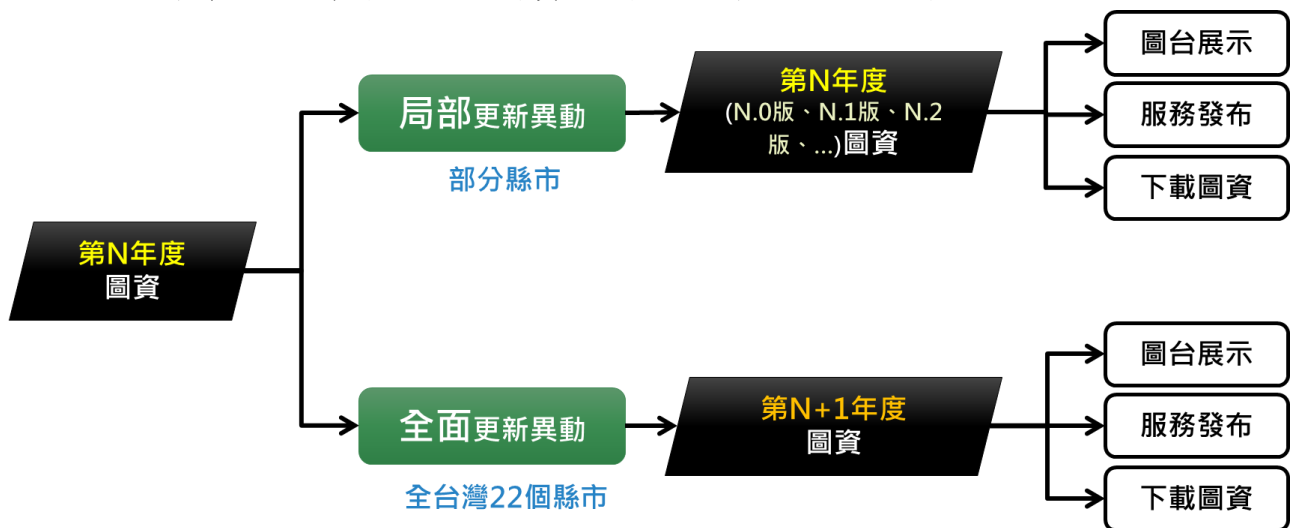 第N年度
圖資
局部更新異動
部分縣市
第N年度
(N.0版、N.1版、N.2
版、...)圖資
圖台展示
服務發布
下載圖資
全面更新異動
全台灣22個縣市
第N+1年度
圖資
圖台展示
服務發布
下載圖資